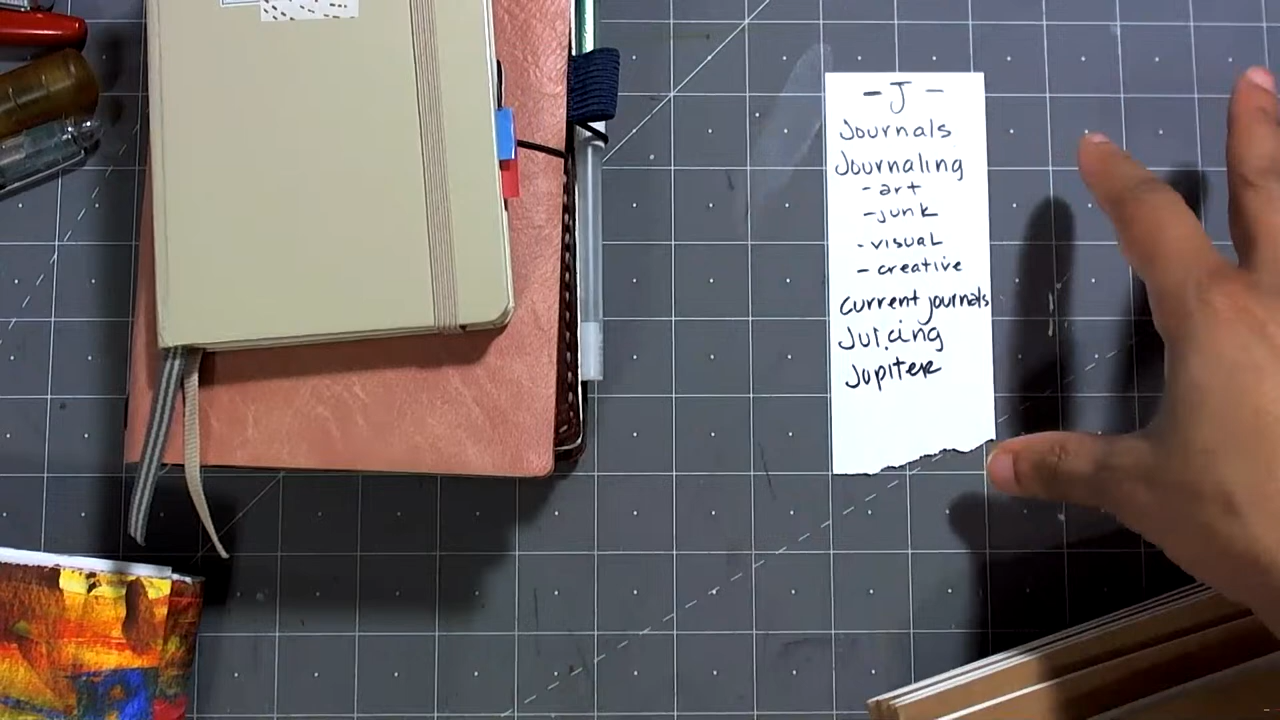 - J -
Journals
Journaling
- art
- junk
- visual
- creative
current journals
Juicing
Jupiter